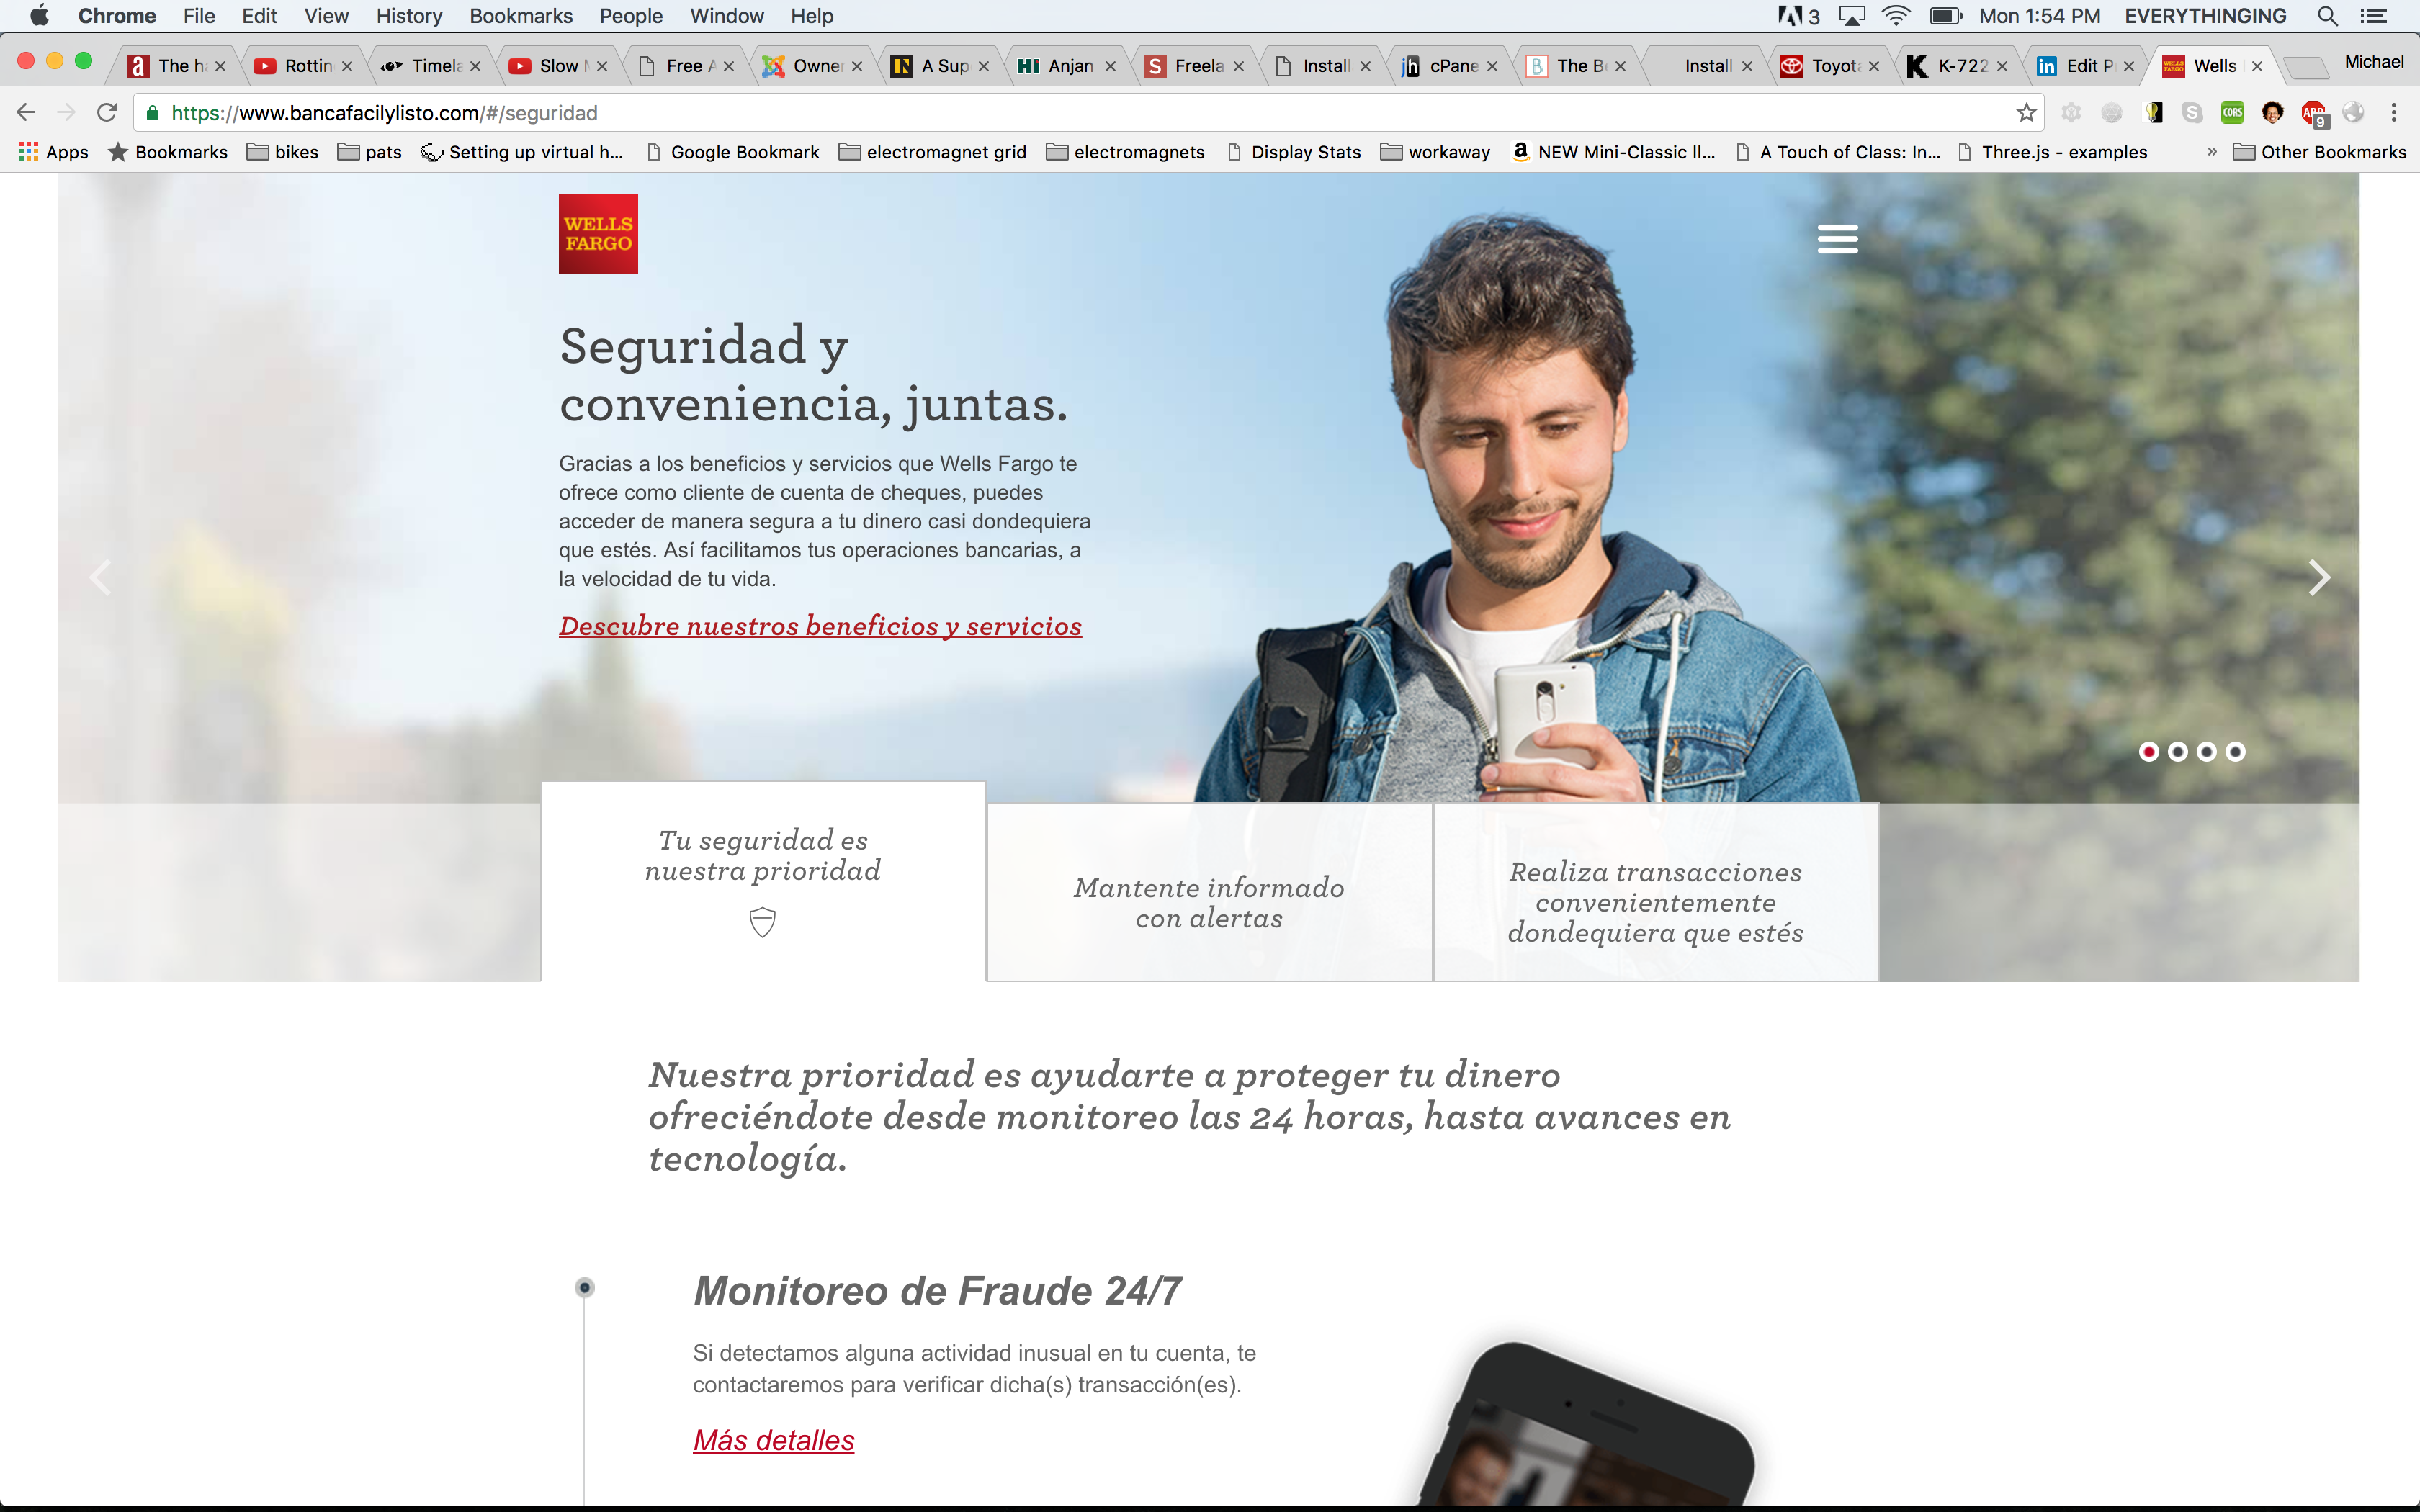 Chrome File Edit View History Bookmarks People Window Help 3 Mon 1:54 PM EVERYTHINGING
The h Rottin Timela Slow M Free A Owner A Sup Anjan Freela Install cPane The B Install Toyota K-722 Edit P Wells Michael
https://www.bancafacilylisto.com/#/seguridad CORS ABP 9
Apps Bookmarks bikes pats Setting up virtual h... Google Bookmark electromagnet grid electromagnets Display Stats workaway NEW Mini-Classic II... A Touch of Class: In... Three.js - examples » Other Bookmarks
WELLS
FARGO
Seguridad y
conveniencia, juntas.
Gracias a los beneficios y servicios que Wells Fargo te
ofrece como cliente de cuenta de cheques, puedes
acceder de manera segura a tu dinero casi dondequiera
que estés. Así facilitamos tus operaciones bancarias, a
la velocidad de tu vida.
Descubre nuestros beneficios y servicios
Tu seguridad es
nuestra prioridad
Mantente informado
con alertas
Realiza transacciones
convenientemente
dondequiera que estés
Nuestra prioridad es ayudarte a proteger tu dinero
ofreciéndote desde monitoreo las 24 horas, hasta avances en
tecnología.
Monitoreo de Fraude 24/7
Si detectamos alguna actividad inusual en tu cuenta, te
contactaremos para verificar dicha(s) transacción(es).
Más detalles